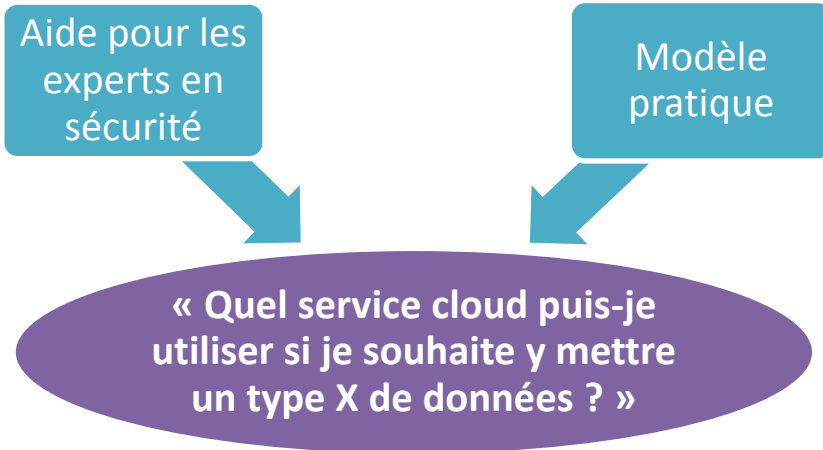 Aide pour les
experts en
sécurité
Modèle
pratique
« Quel service cloud puis-je
utiliser si je souhaite y mettre
un type X de données ? »